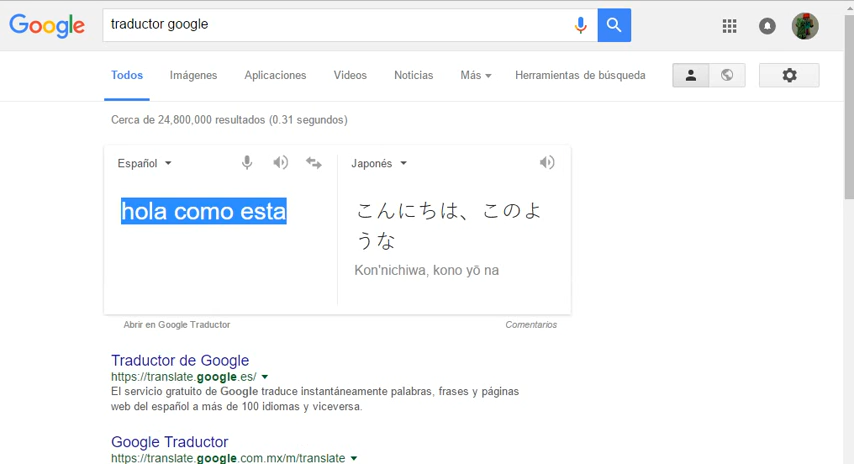 Google
traductor google
Todos Imágenes Aplicaciones Videos Noticias Más Herramientas de búsqueda
Cerca de 24,800,000 resultados (0.31 segundos)
Español Japonés
hola como esta
こんにちは、このよ
うな
Kon'nichiwa, kono yō na
Abrir en Google Traductor Comentarios
Traductor de Google
https://translate.google.es/
El servicio gratuito de Google traduce instantáneamente palabras, frases y páginas
web del español a más de 100 idiomas y viceversa.
Google Traductor
https://translate.google.com.mx/m/translate